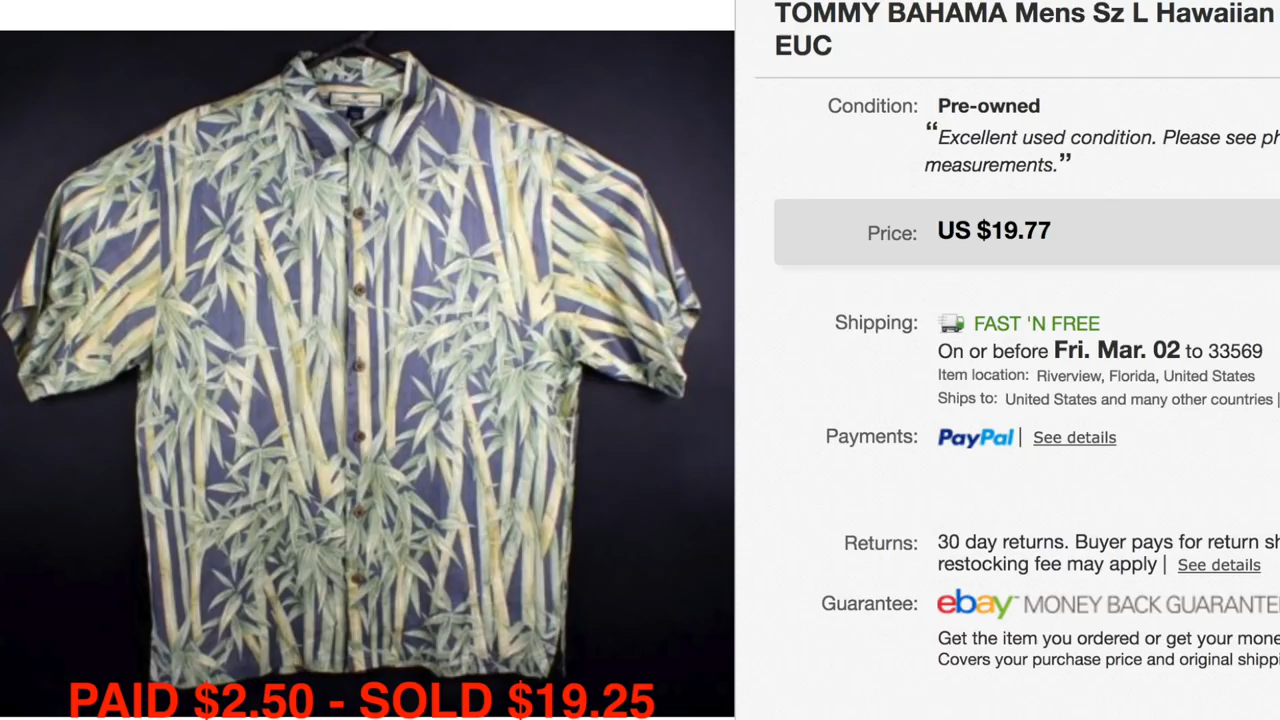 TOMMY BAHAMA Mens Sz L Hawaiian
EUC
Condition: Pre-owned
“Excellent used condition. Please see ph
measurements.”
Price: US $19.77
Shipping: FAST 'N FREE
On or before Fri. Mar. 02 to 33569
Item location: Riverview, Florida, United States
Ships to: United States and many other countries |
Payments: PayPal | See details
Returns: 30 day returns. Buyer pays for return sh
restocking fee may apply | See details
Guarantee: ebay MONEY BACK GUARANTE
Get the item you ordered or get your mone
Covers your purchase price and original shippi
PAID $2.50 - SOLD $19.25